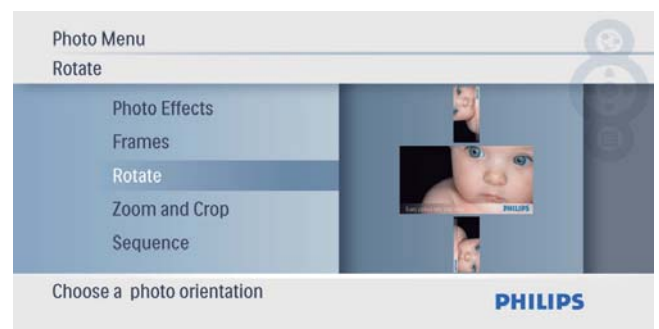 Photo Menu
Rotate
Photo Effects
Frames
Rotate
Zoom and Crop
Sequence
PHILIPS
Choose a photo orientation
PHILIPS